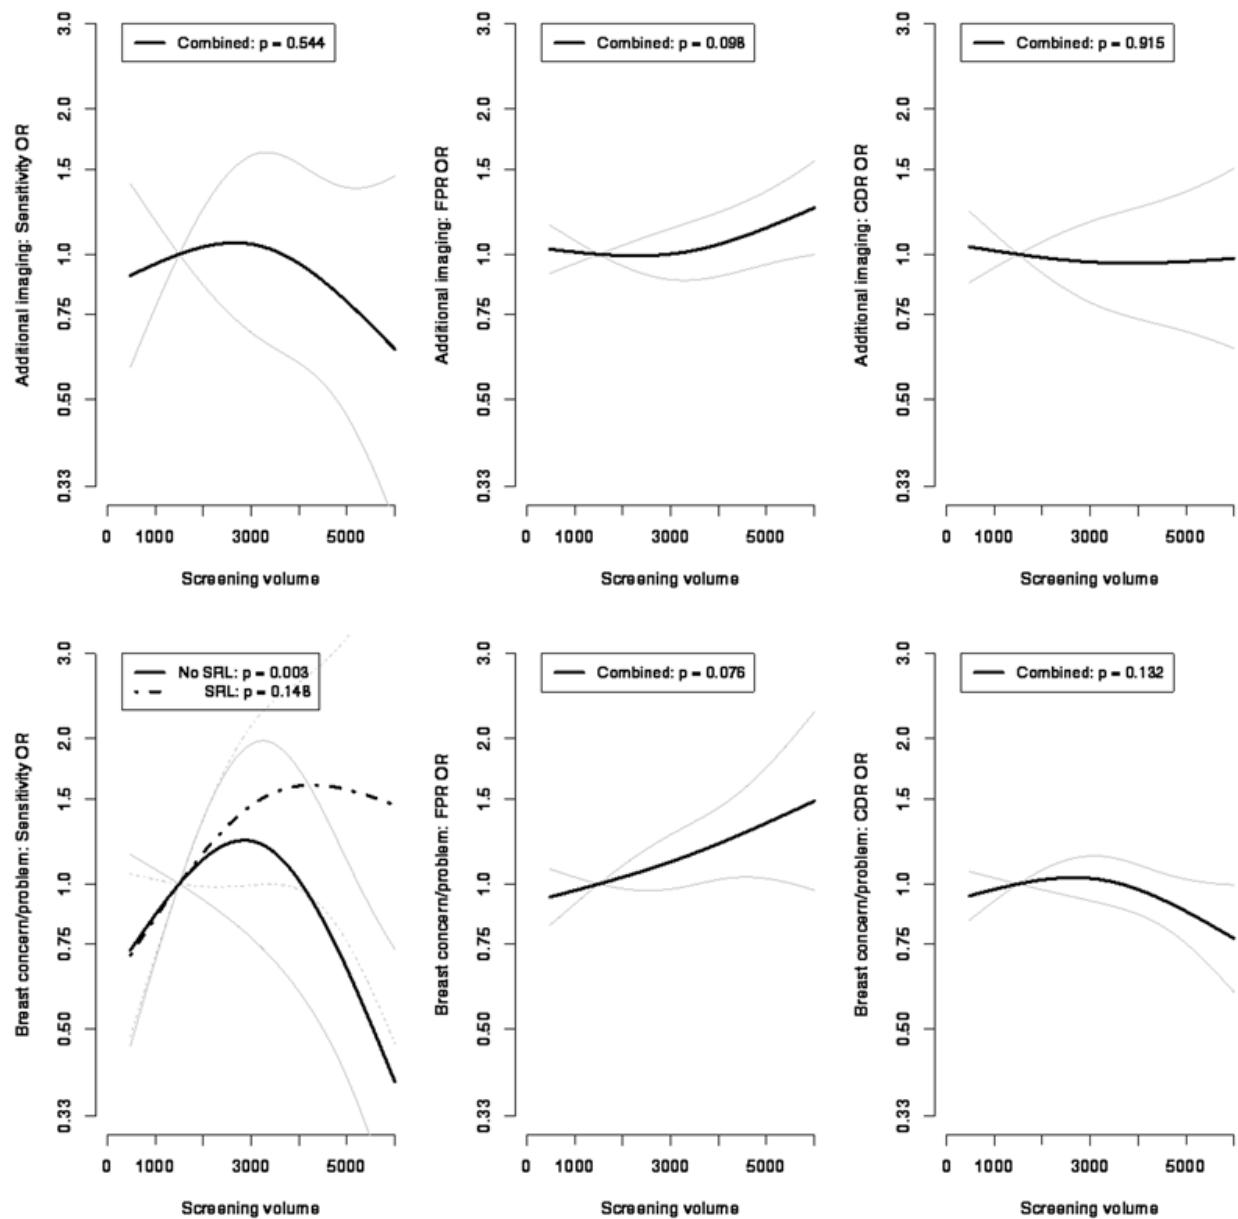 Combined: p = 0.544
Additional imaging: Sensitivity OR
3.0
2.0
1.5
1.0
0.75
0.50
0.33
0 1000 3000 5000
Screening volume
Combined: p = 0.098
Additional imaging: FPR OR
3.0
2.0
1.5
1.0
0.75
0.50
0.33
0 1000 3000 5000
Screening volume
Combined: p = 0.915
Additional imaging: CDR OR
3.0
2.0
1.5
1.0
0.75
0.50
0.33
0 1000 3000 5000
Screening volume
No SRL: p = 0.003
SRL: p = 0.148
Breast concern/problem: Sensitivity OR
3.0
2.0
1.5
1.0
0.75
0.50
0.33
0 1000 3000 5000
Screening volume
Combined: p = 0.076
Breast concern/problem: FPR OR
3.0
2.0
1.5
1.0
0.75
0.50
0.33
0 1000 3000 5000
Screening volume
Combined: p = 0.132
Breast concern/problem: CDR OR
3.0
2.0
1.5
1.0
0.75
0.50
0.33
0 1000 3000 5000
Screening volume